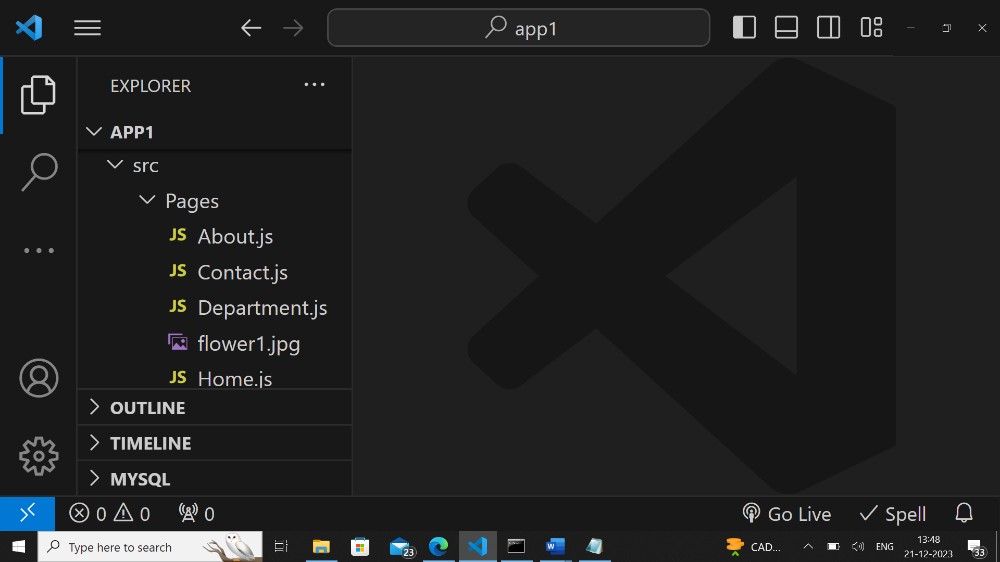 app1
EXPLORER
APP1
src
Pages
JS About.js
JS Contact.js
JS Department.js
flower1.jpg
JS Home.js
OUTLINE
TIMELINE
MYSQL
0 0 0
Go Live
Spell
Type here to search
23
W
CAD...
ENG
13:48
21-12-2023
33